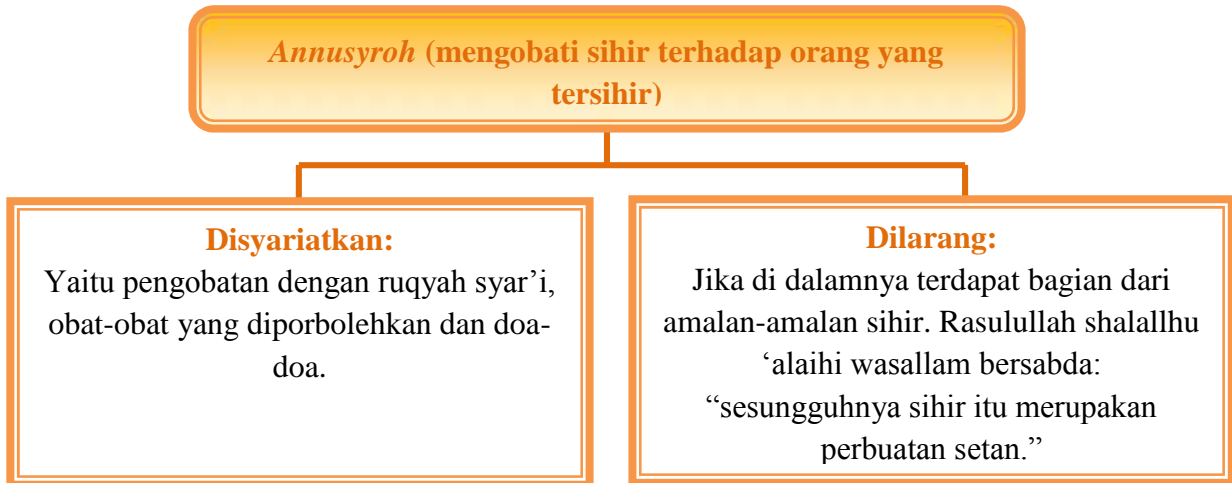 Annusyroh (mengobati sihir terhadap orang yang
tersihir)
Disyariatkan:
Yaitu pengobatan dengan ruqyah syar’i,
obat-obat yang diporbolehkan dan doa-
doa.
Dilarang:
Jika di dalamnya terdapat bagian dari
amalan-amalan sihir. Rasulullah shalallhu
‘alaihi wasallam bersabda:
“sesungguhnya sihir itu merupakan
perbuatan setan.”